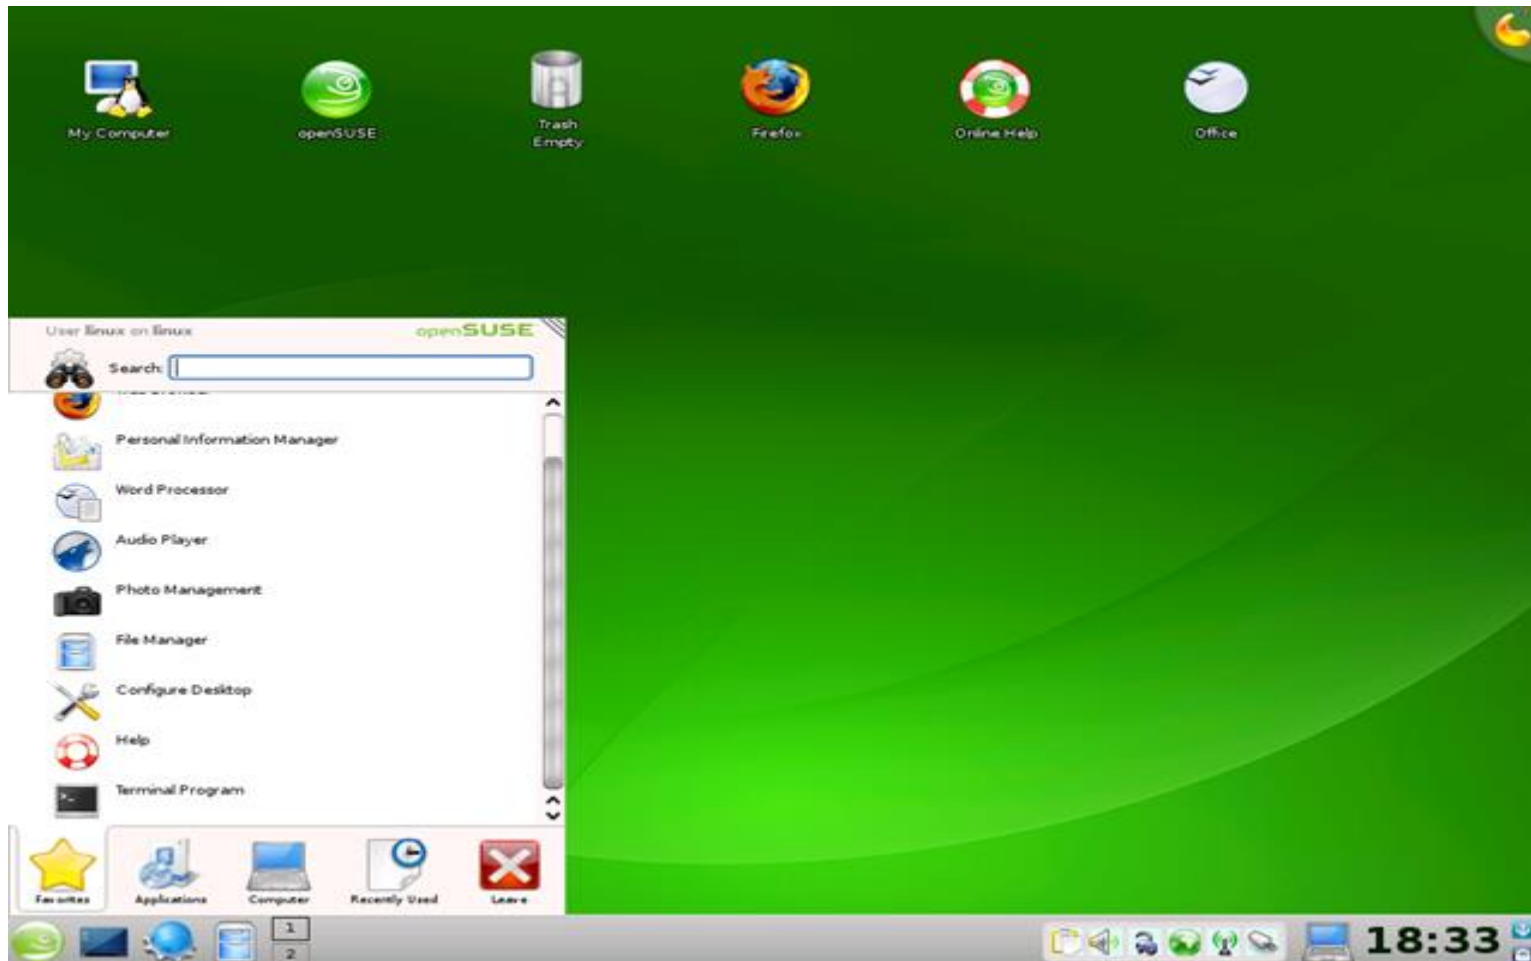 My Computer
openSUSE
Trash
Empty
Firefox
Online Help
Office
User linux on linux
openSUSE
Search:
Personal Information Manager
Word Processor
Audio Player
Photo Management
File Manager
Configure Desktop
Help
Terminal Program
Favorites
Applications
Computer
Recently Used
Leave
1
2
18:33